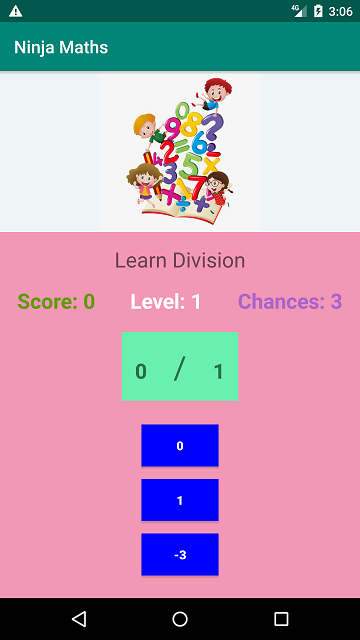 4G 3:06
Ninja Maths
Learn Division
Score: 0 Level: 1 Chances: 3
0 / 1
0
1
-3